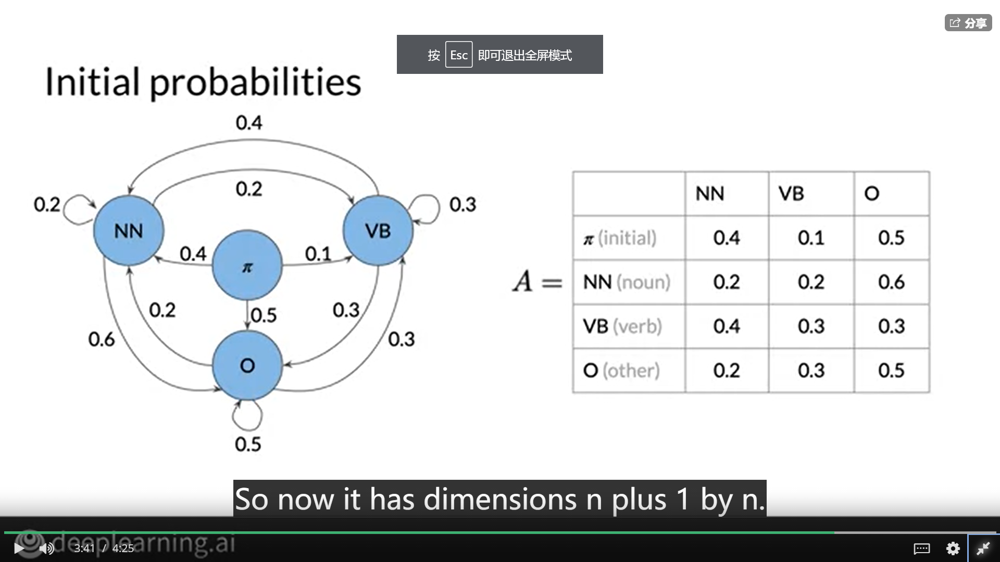 分享
按 Esc 即可退出全屏模式
Initial probabilities
0.4
0.2
0.2
0.3
NN
VB
0.4
0.1
π
0.2
0.5
0.3
0.6
0.3
O
0.5
NN VB O
π (initial) 0.4 0.1 0.5
A = NN (noun) 0.2 0.2 0.6
VB (verb) 0.4 0.3 0.3
O (other) 0.2 0.3 0.5
So now it has dimensions n plus 1 by n.
deeplearning.ai
3:41 / 4:25